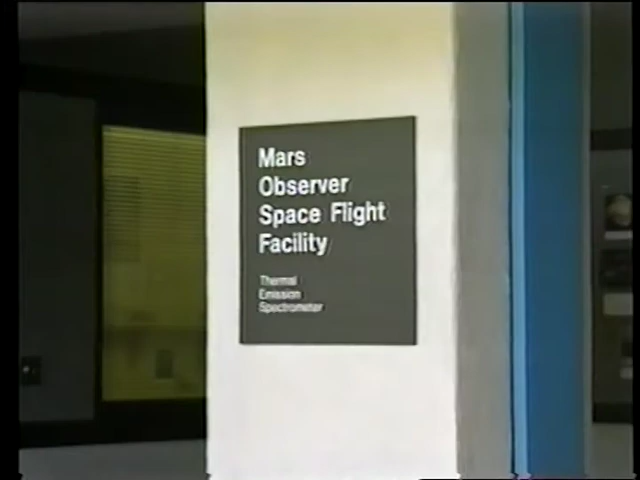 Mars
Observer
Space Flight
Facility
Thermal
Emission
Spectrometer